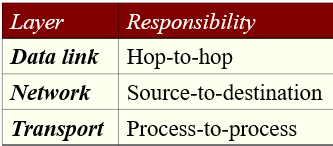 Layer Responsibility
Data link Hop-to-hop
Network Source-to-destination
Transport Process-to-process